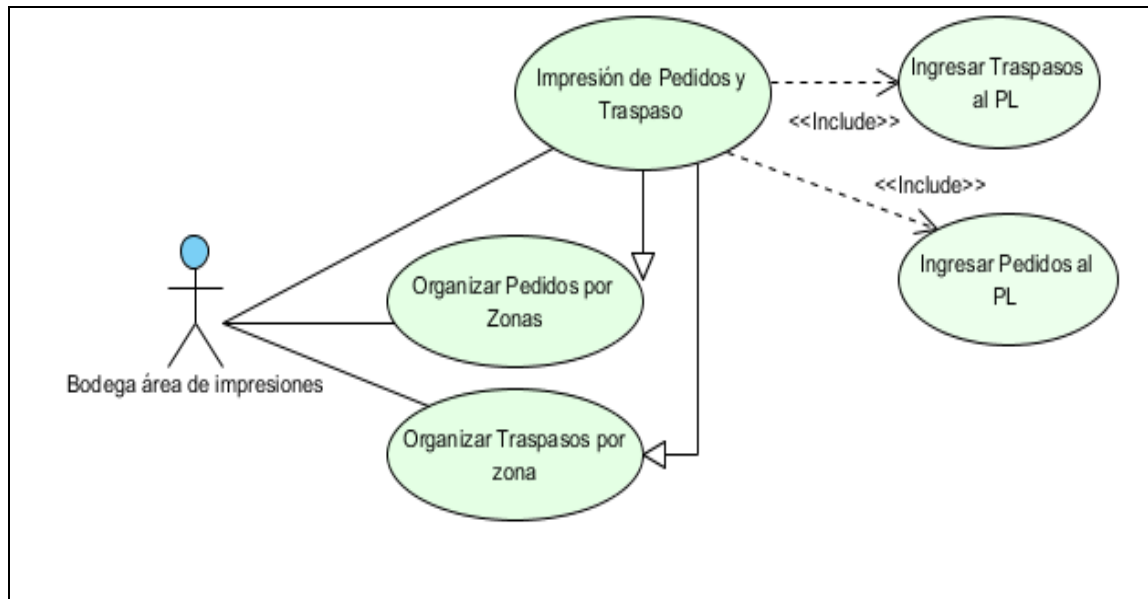 Impresión de Pedidos y
Traspaso
Ingresar Traspasos
al PL
<<Include>>
<<Include>>
Ingresar Pedidos al
PL
Organizar Pedidos por
Zonas
Bodega área de impresiones
Organizar Traspasos por
zona